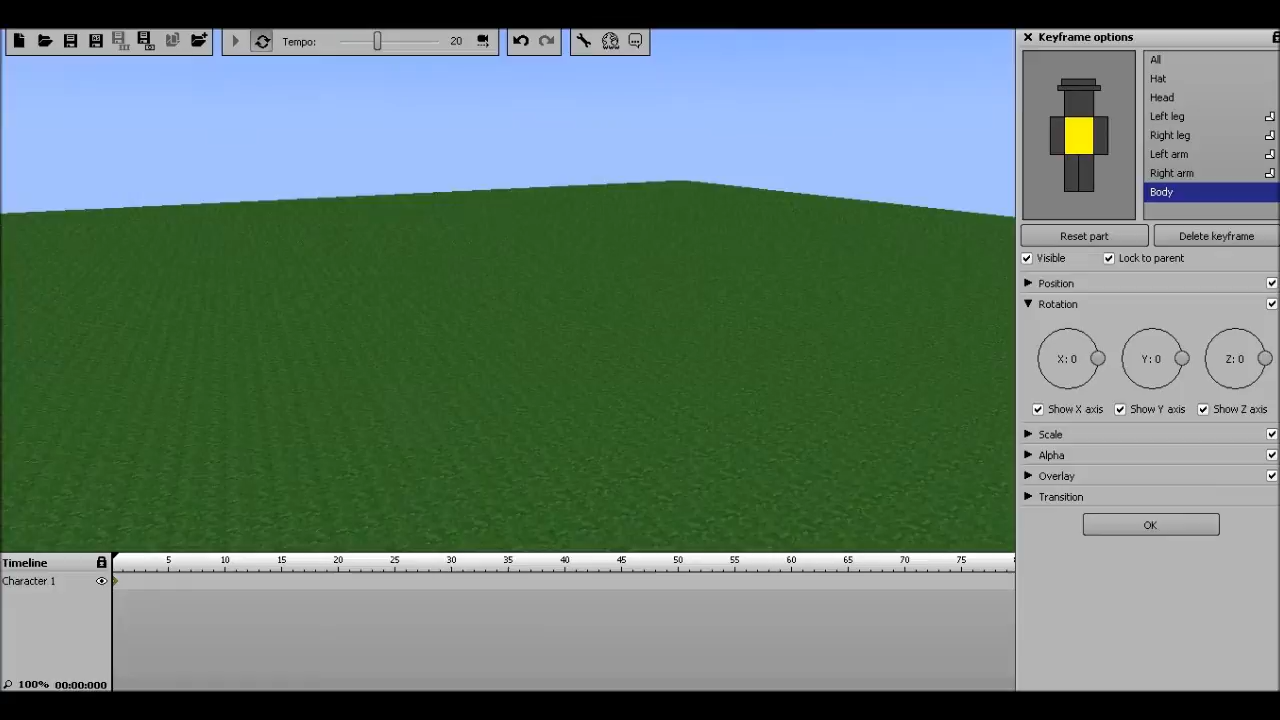 Tempo:
20
Keyframe options
All
Hat
Head
Left leg
Right leg
Left arm
Right arm
Body
Reset part
Delete keyframe
Visible
Lock to parent
Position
Rotation
X: 0
Y: 0
Z: 0
Show X axis
Show Y axis
Show Z axis
Scale
Alpha
Overlay
Transition
OK
Timeline
5 10 15 20 25 30 35 40 45 50 55 60 65 70 75
Character 1
100% 00:00:000